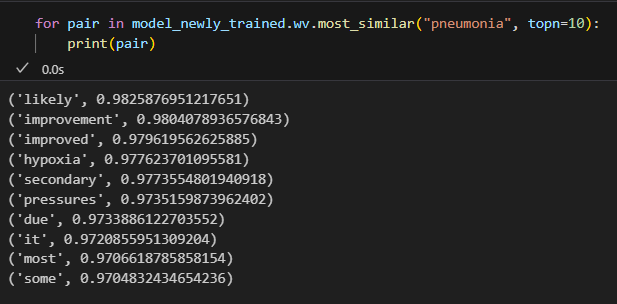 for pair in model_newly_trained.wv.most_similar("pneumonia", topn=10):
    print(pair)
0.0s
('likely', 0.9825876951217651)
('improvement', 0.9804078936576843)
('improved', 0.979619562625885)
('hypoxia', 0.977623701095581)
('secondary', 0.9773554801940918)
('pressures', 0.9735159873962402)
('due', 0.9733886122703552)
('it', 0.9720855951309204)
('most', 0.9706618785858154)
('some', 0.9704832434654236)